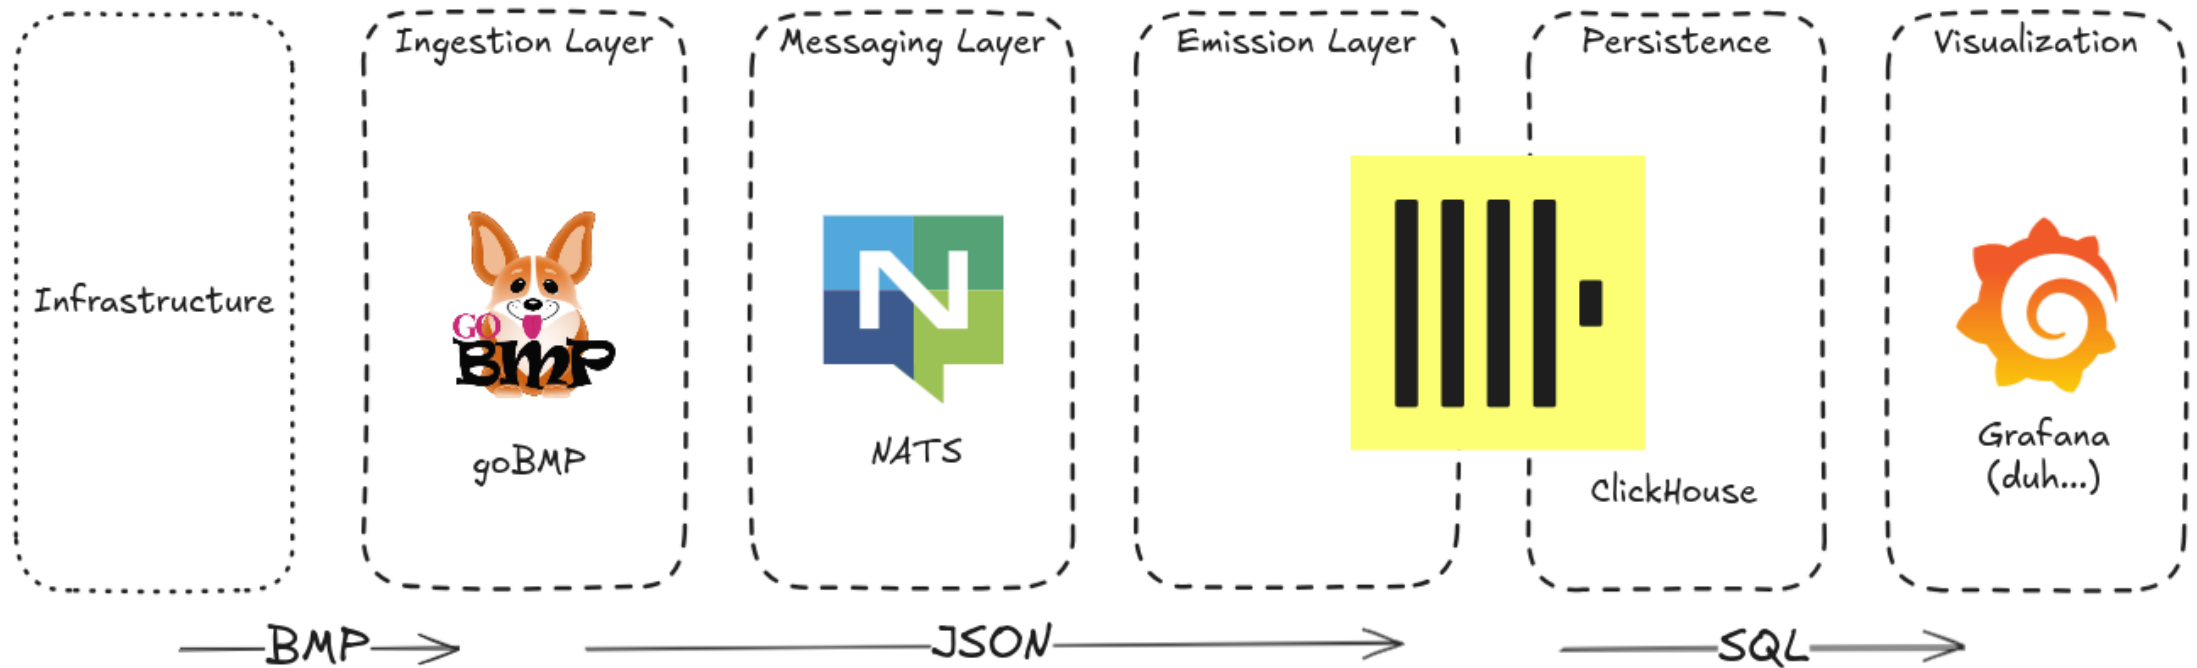 Ingestion Layer
Messaging Layer
Emission Layer
Persistence
Visualization
Infrastructure
GO
BMP
N
goBMP
NATS
ClickHouse
Grafana
(duh...)
BMP
JSON
SQL